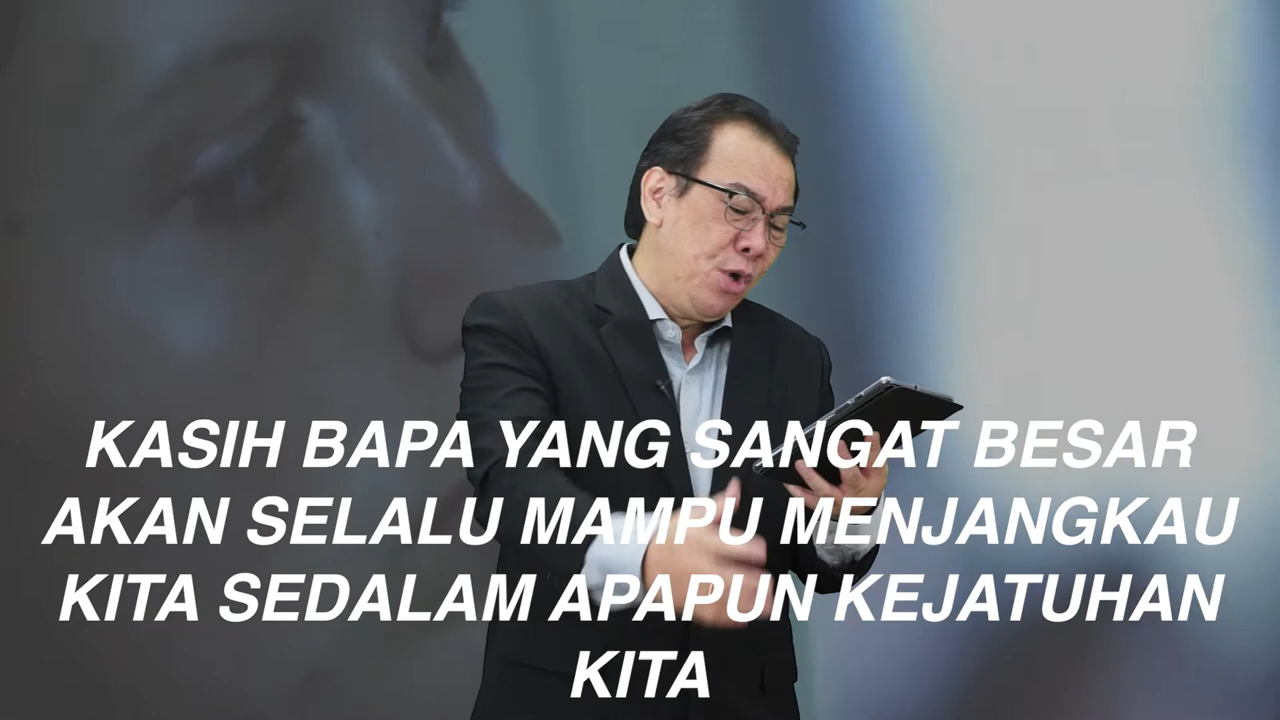 KASIH BAPA YANG SANGAT BESAR
AKAN SELALU MAMPU MENJANGKAU
KITA SEDALAM APAPUN KEJATUHAN
KITA